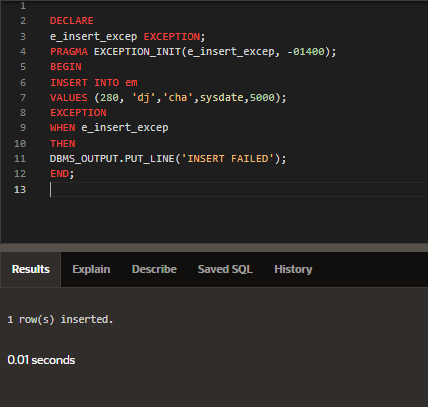 1
2 DECLARE
3 e_insert_excep EXCEPTION;
4 PRAGMA EXCEPTION_INIT(e_insert_excep, -01400);
5 BEGIN
6 INSERT INTO em
7 VALUES (280, 'dj','cha',sysdate,5000);
8 EXCEPTION
9 WHEN e_insert_excep
10 THEN
11 DBMS_OUTPUT.PUT_LINE('INSERT FAILED');
12 END;
13
Results Explain Describe Saved SQL History
1 row(s) inserted.
0.01 seconds